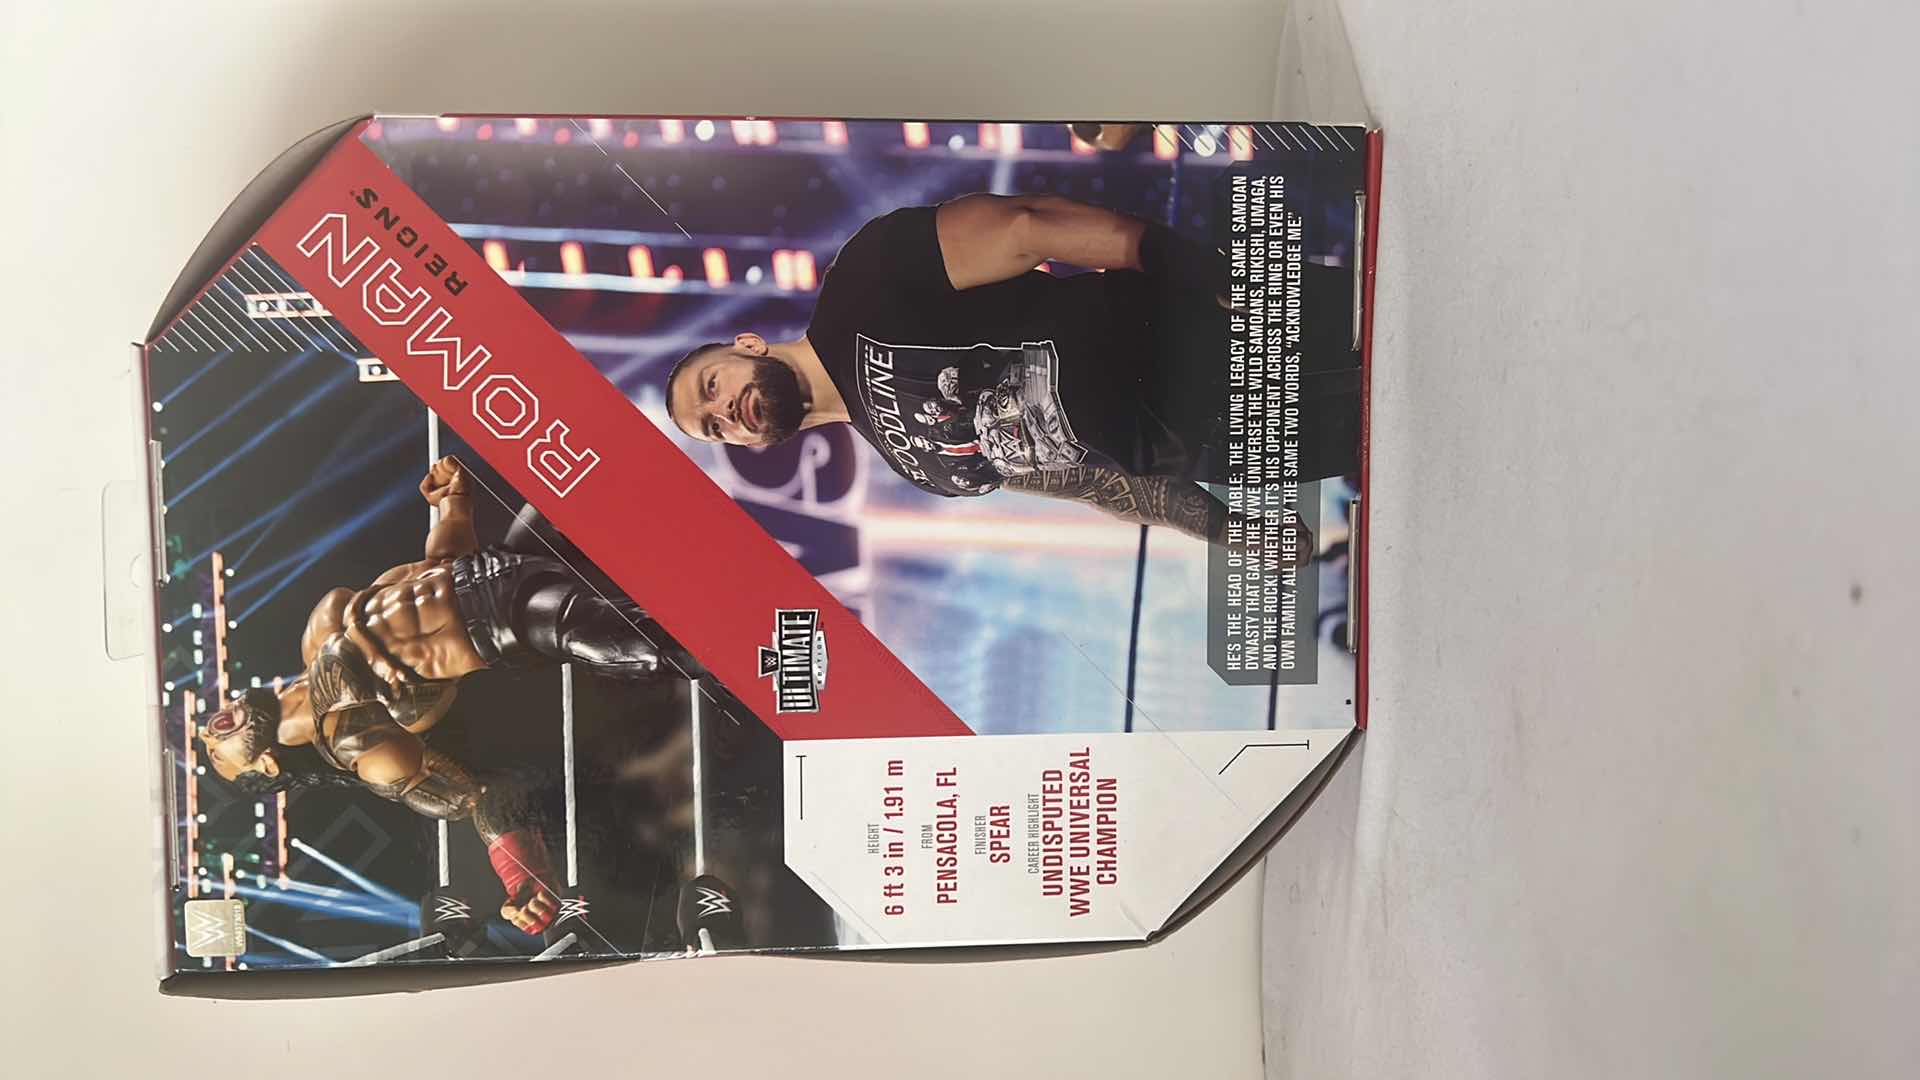 ROMAN
REIGNS
ULTIMATE
EDITION
THE
BLOODLINE
HEIGHT
6 ft 3 in / 1.91 m
FROM
PENSACOLA, FL
FINISHER
SPEAR
CAREER HIGHLIGHT
UNDISPUTED
WWE UNIVERSAL
CHAMPION
HE'S THE HEAD OF THE TABLE; THE LIVING LEGACY OF THE SAME SAMOAN
DYNASTY THAT GAVE THE WWE UNIVERSE THE WILD SAMOANS, RIKISHI, UMAGA,
AND THE ROCK! WHETHER IT'S HIS OPPONENT ACROSS THE RING OR EVEN HIS
OWN FAMILY, ALL HEED BY THE SAME TWO WORDS, "ACKNOWLEDGE ME."